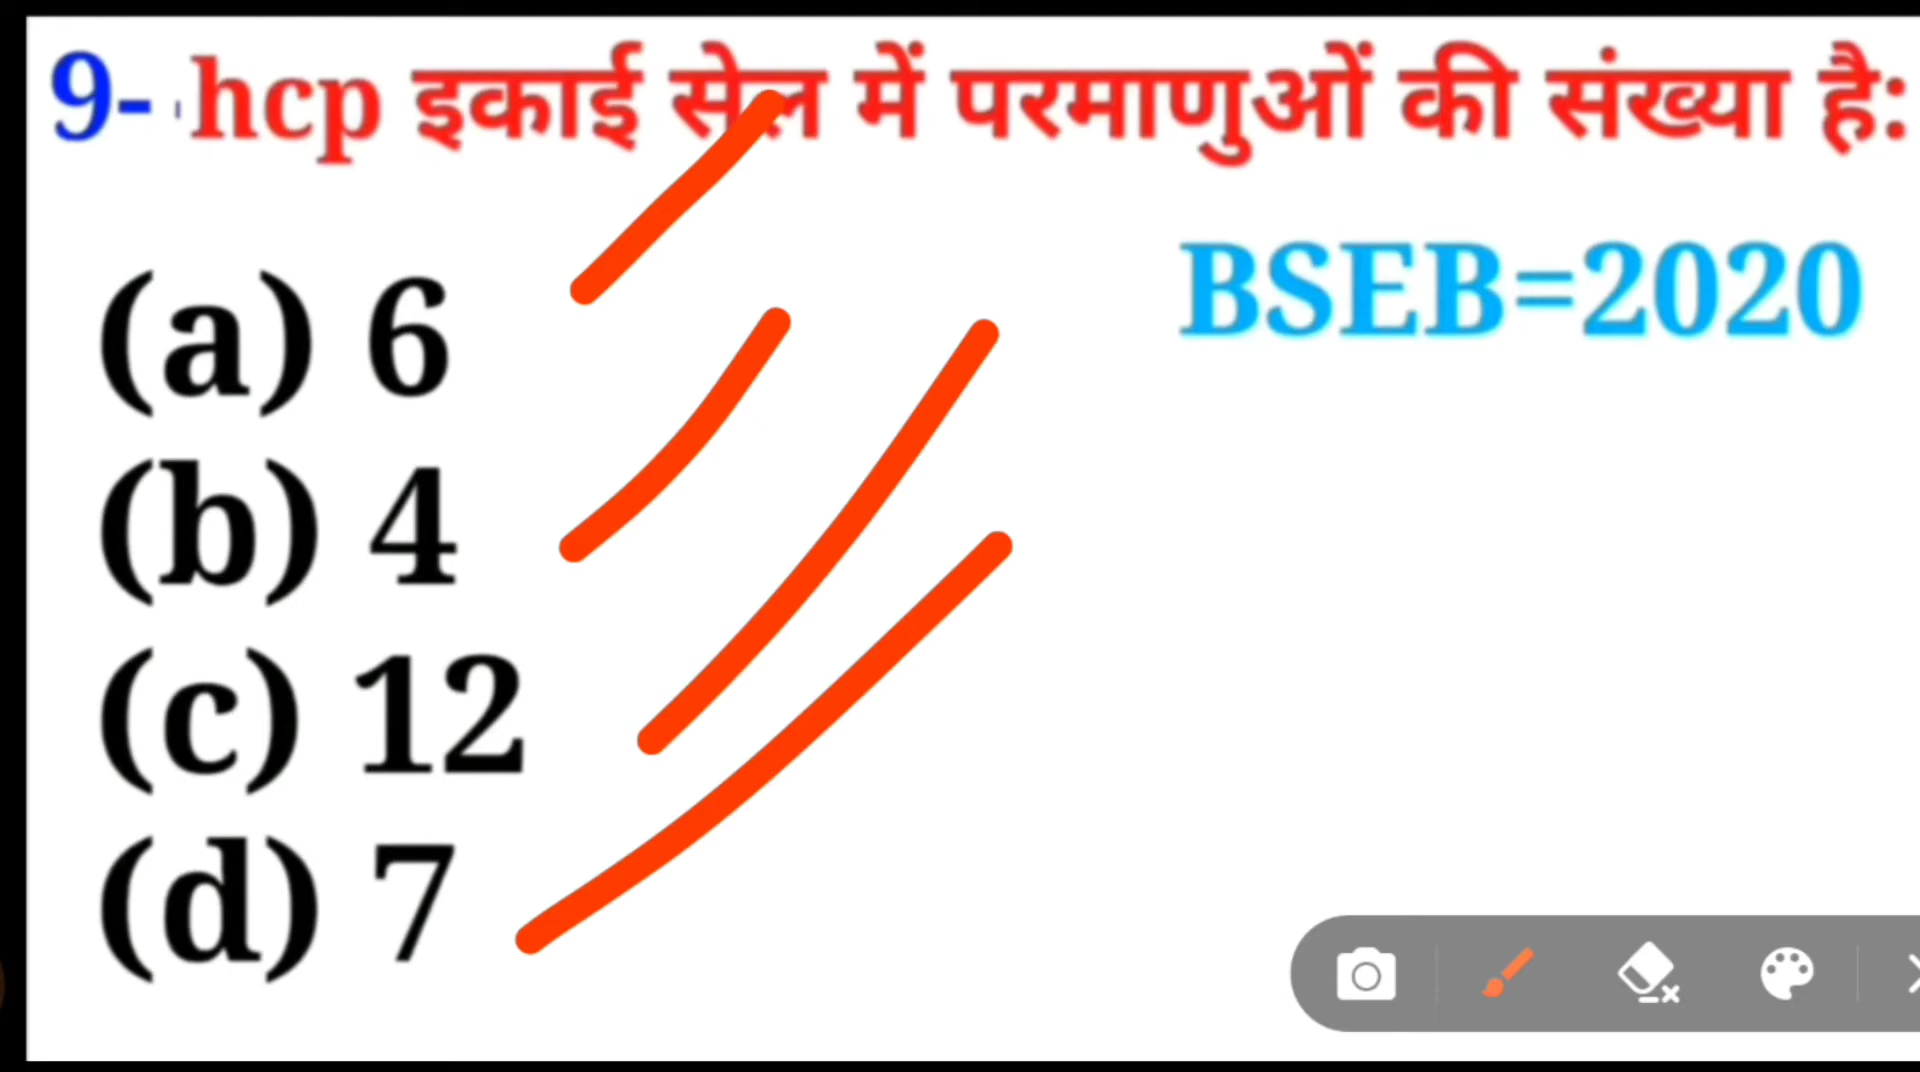 9- hcp इकाई सेल में परमाणुओं की संख्या है:
BSEB=2020
(a) 6
(b) 4
(c) 12
(d) 7